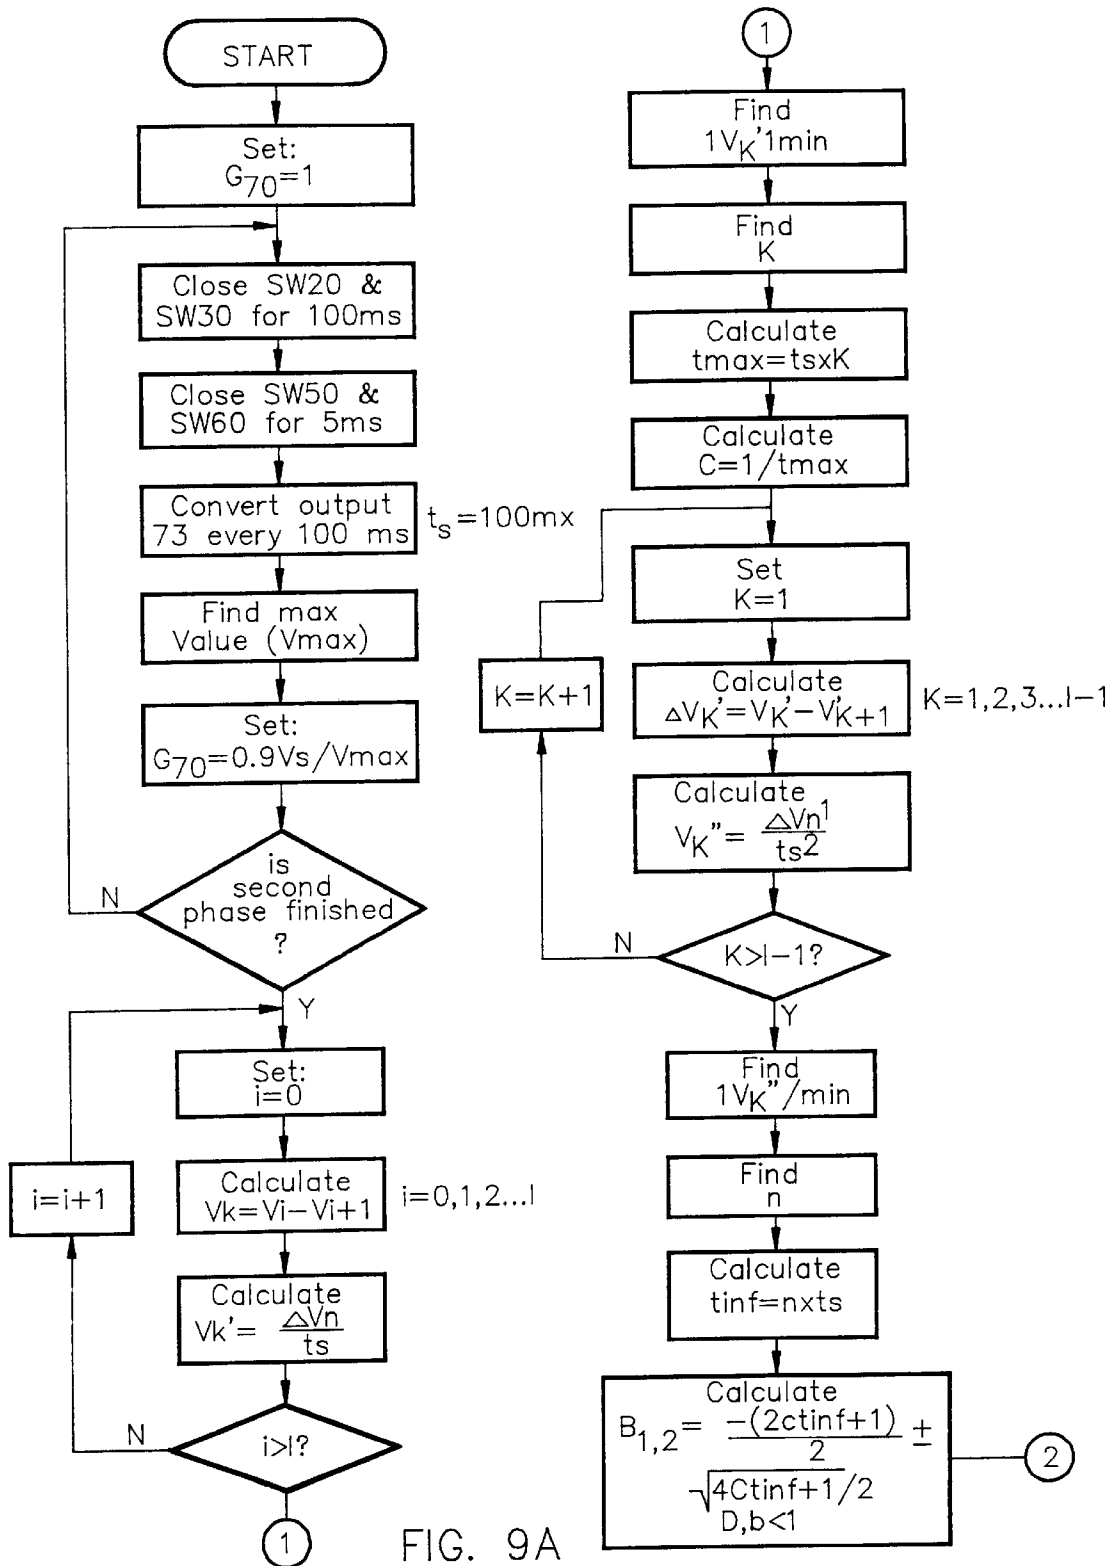 START
Set:
G70=1
Close SW20 &
SW30 for 100ms
Close SW50 &
SW60 for 5ms
Convert output
73 every 100 ms
ts=100mx
Find max
Value (Vmax)
Set:
G70=0.9Vs/Vmax
is
second
phase finished
?
N
Y
Set:
i=0
i=i+1
Calculate
Vk=Vi-Vi+1
i=0,1,2...I
Calculate
Vk'= △Vn
ts
N
i>I?
1
1
Find
1VK'1min
Find
K
Calculate
tmax=tsxK
Calculate
C=1/tmax
Set
K=1
K=K+1
Calculate
△VK'=VK'-V'K+1
K=1,2,3...I-1
Calculate
VK"= △Vn¹
ts²
N
K>I-1?
Y
Find
1VK"/min
Find
n
Calculate
tinf=nxts
Calculate
B1,2= -(2ctinf+1) ±
2
√4Ctinf+1/2
D,b<1
2
FIG. 9A